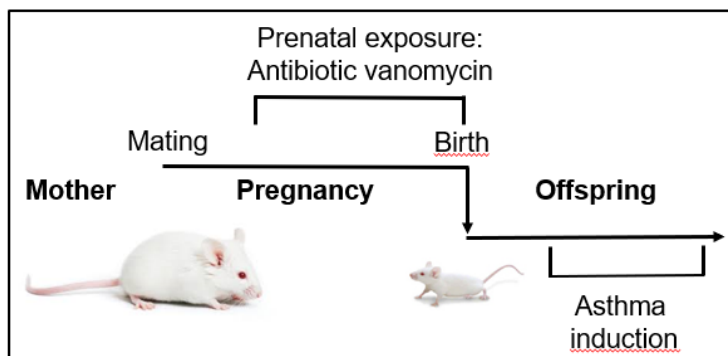 Prenatal exposure:
Antibiotic vanomycin
Mating
Birth
Mother
Pregnancy
Offspring
Asthma
induction